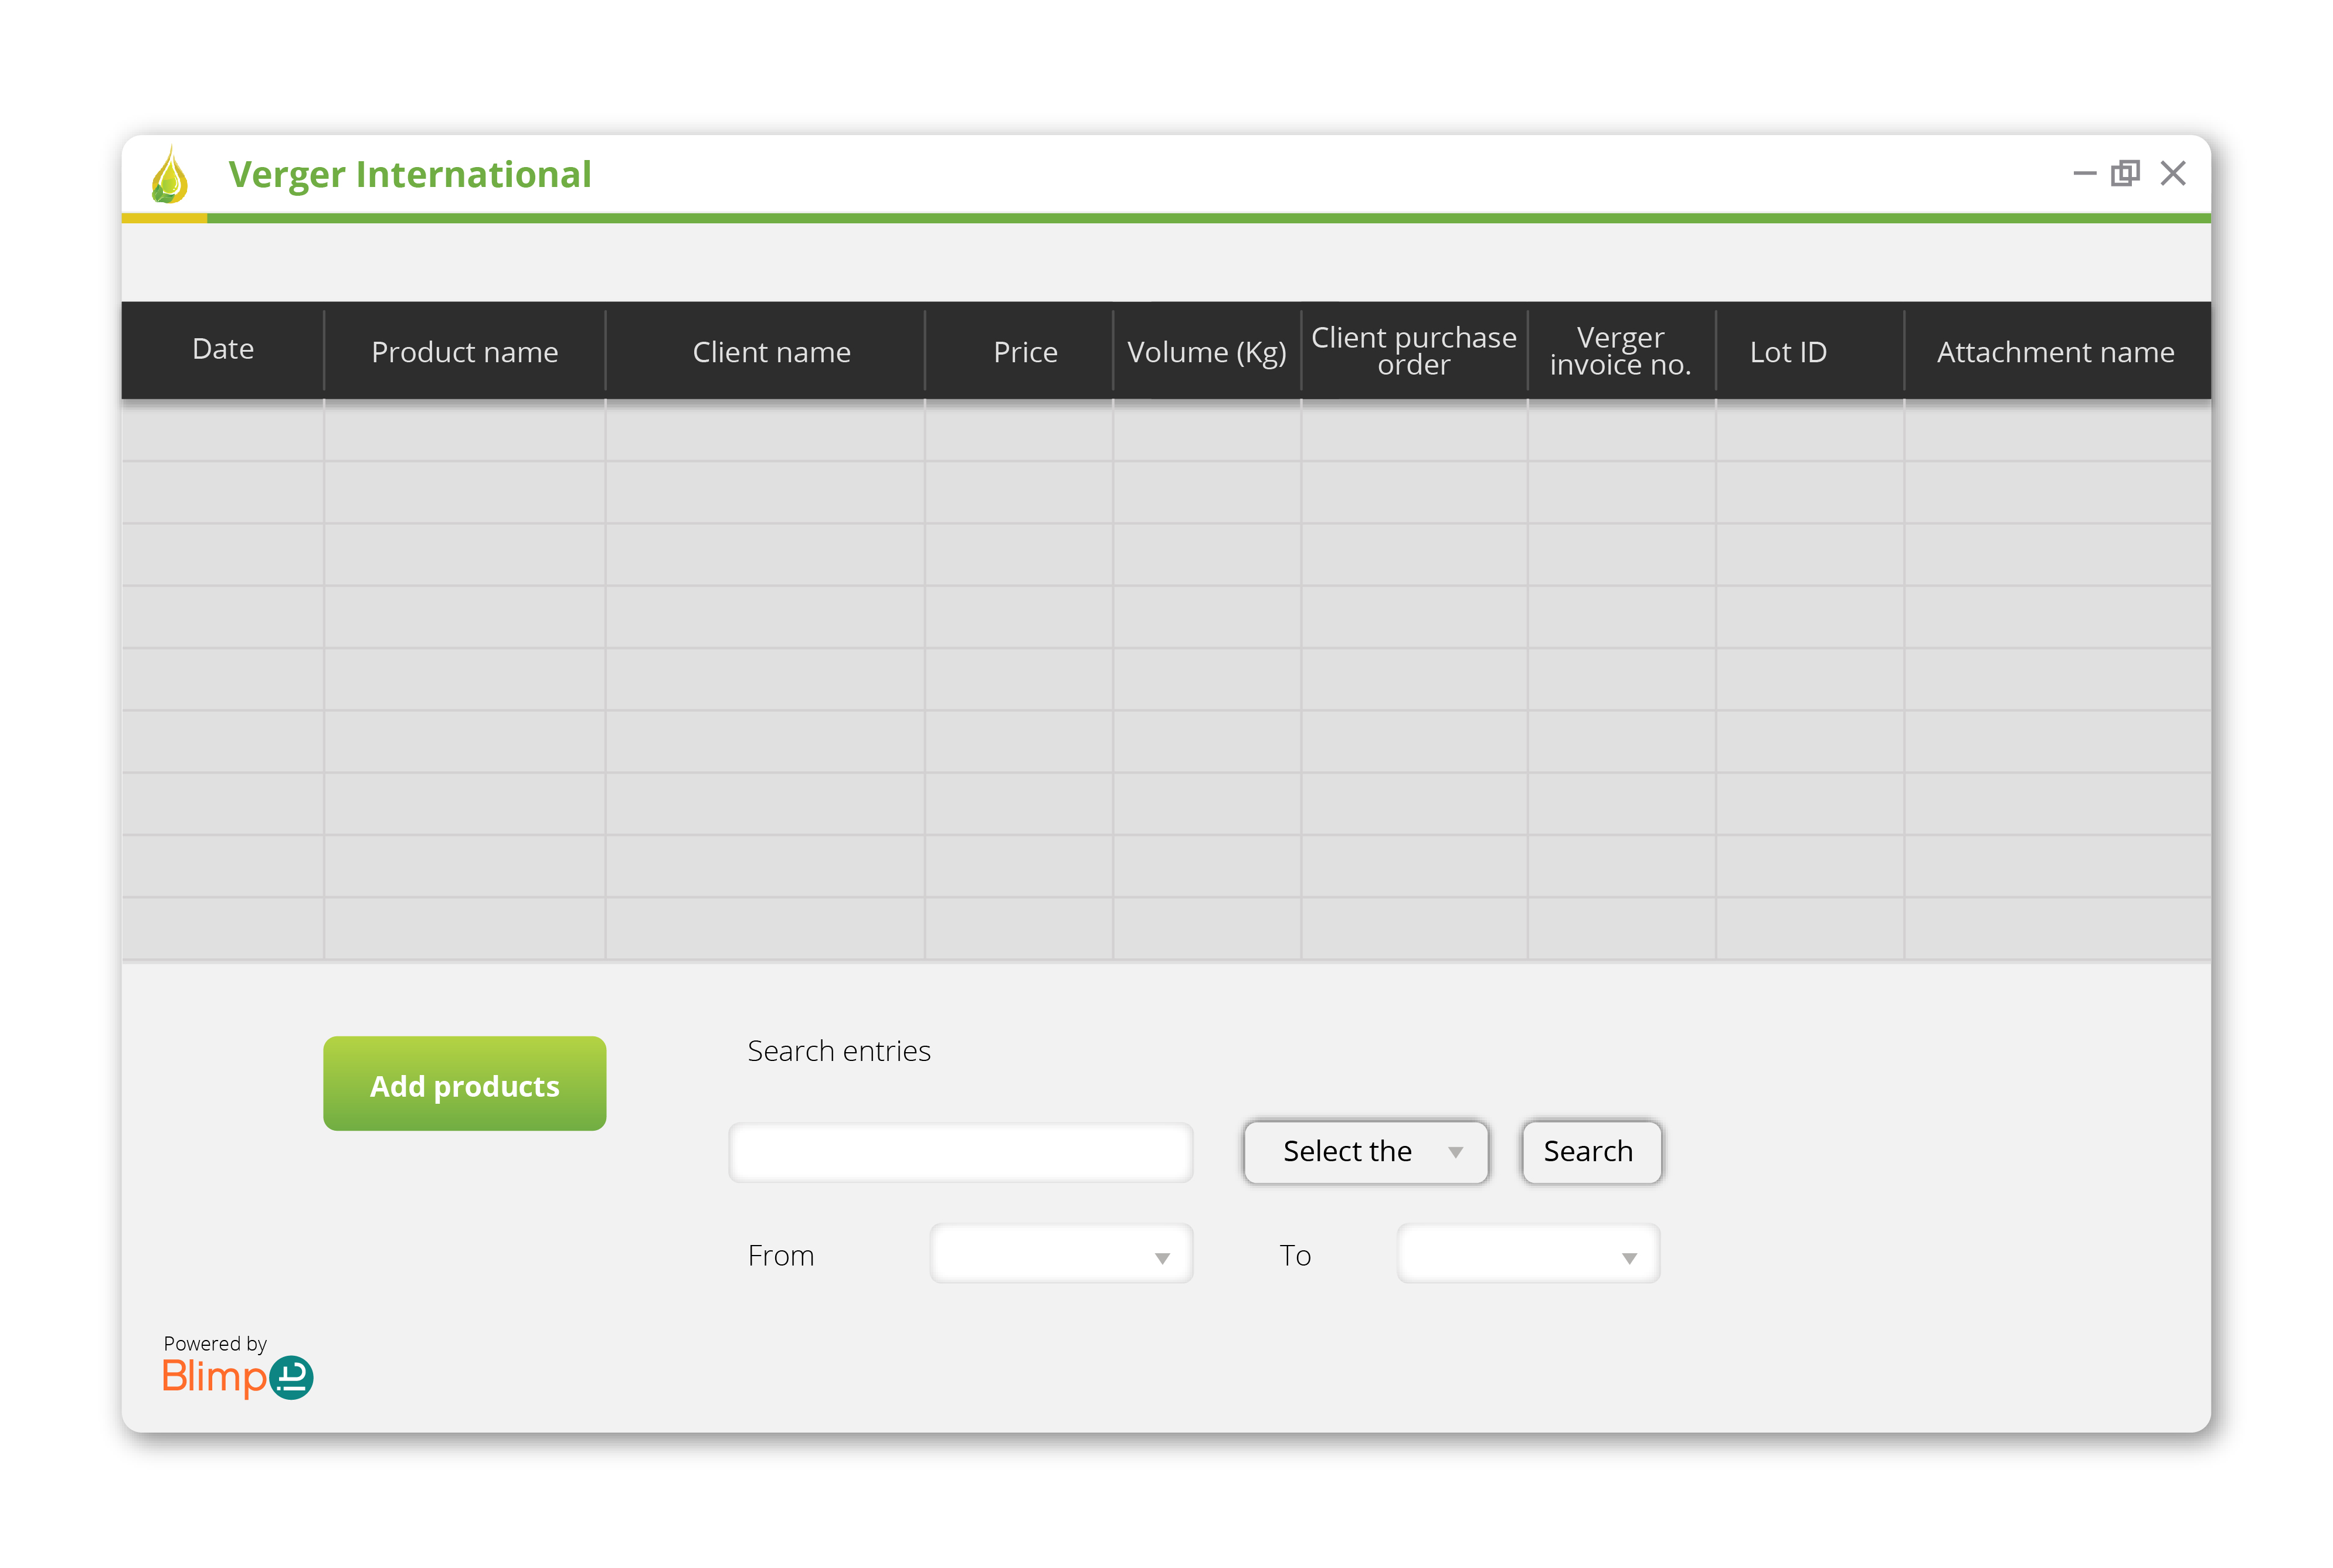 Verger International
Date
Product name
Client name
Price
Volume (Kg)
Client purchase
order
Verger
invoice no.
Lot ID
Attachment name
Add products
Search entries
Select the
Search
From
To
Powered by
Blimp iD